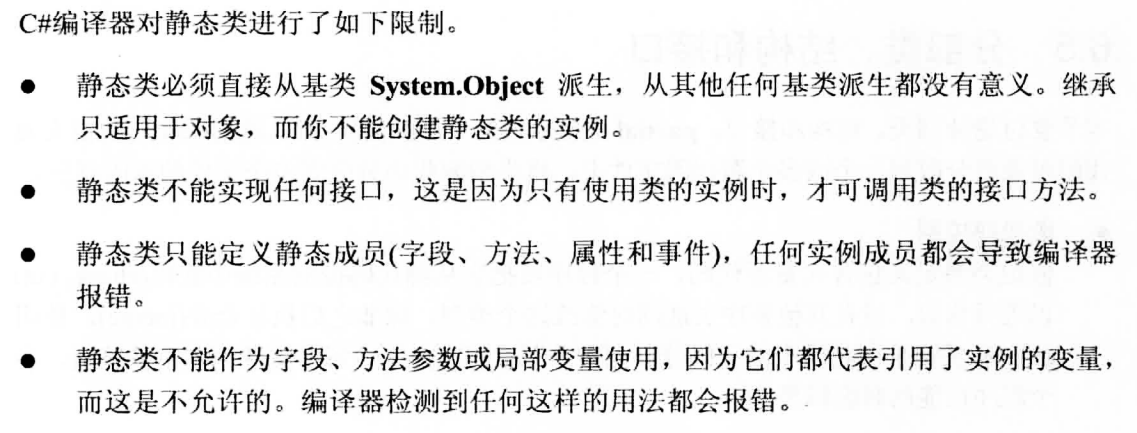 C#编译器对静态类进行了如下限制。
● 静态类必须直接从基类 System.Object 派生，从其他任何基类派生都没有意义。继承
只适用于对象，而你不能创建静态类的实例。
● 静态类不能实现任何接口，这是因为只有使用类的实例时，才可调用类的接口方法。
● 静态类只能定义静态成员(字段、方法、属性和事件)，任何实例成员都会导致编译器
报错。
● 静态类不能作为字段、方法参数或局部变量使用，因为它们都代表引用了实例的变量，
而这是不允许的。编译器检测到任何这样的用法都会报错。